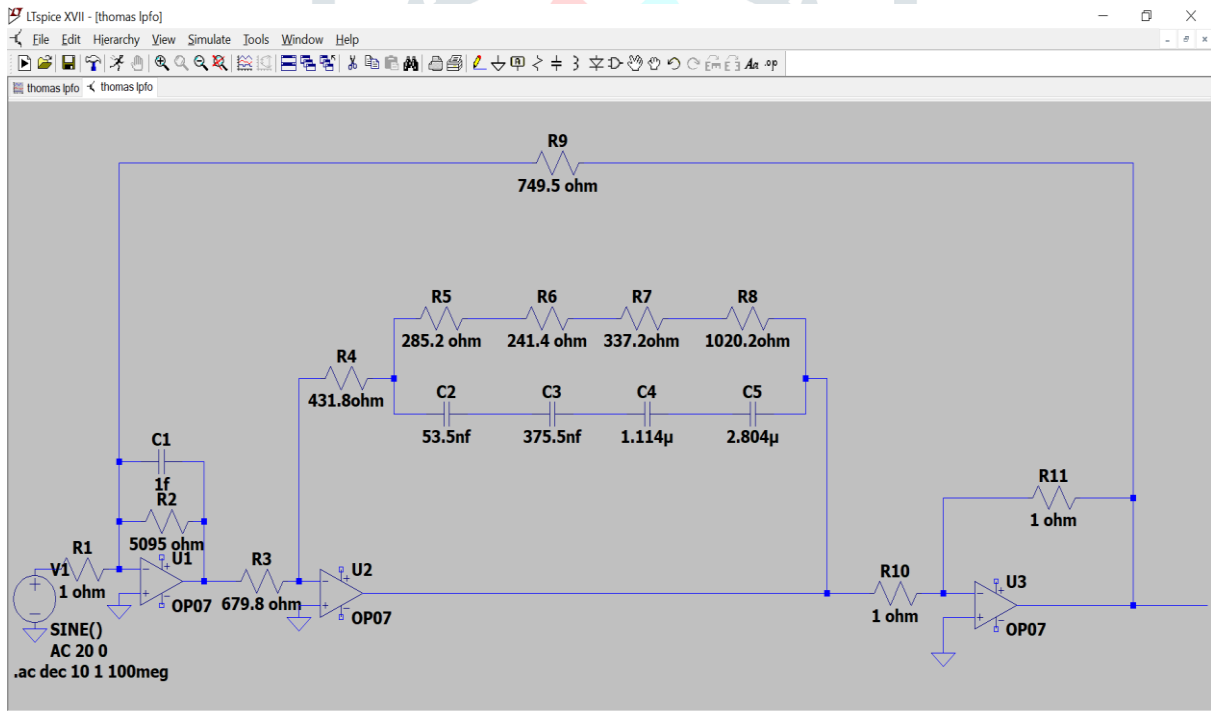 LTspice XVII - [thomas lpfo]
File Edit Hierarchy View Simulate Tools Window Help
thomas lpfo thomas lpfo
R9
749.5 ohm
R5 R6 R7 R8
285.2 ohm 241.4 ohm 337.2ohm 1020.2ohm
R4
431.8ohm
C2 C3 C4 C5
53.5nf 375.5nf 1.114µ 2.804µ
C1
1f
R2
5095 ohm
R11
1 ohm
R1
1 ohm
V1
U1
OP07
R3
679.8 ohm
U2
OP07
R10
1 ohm
U3
OP07
SINE()
AC 20 0
.ac dec 10 1 100meg